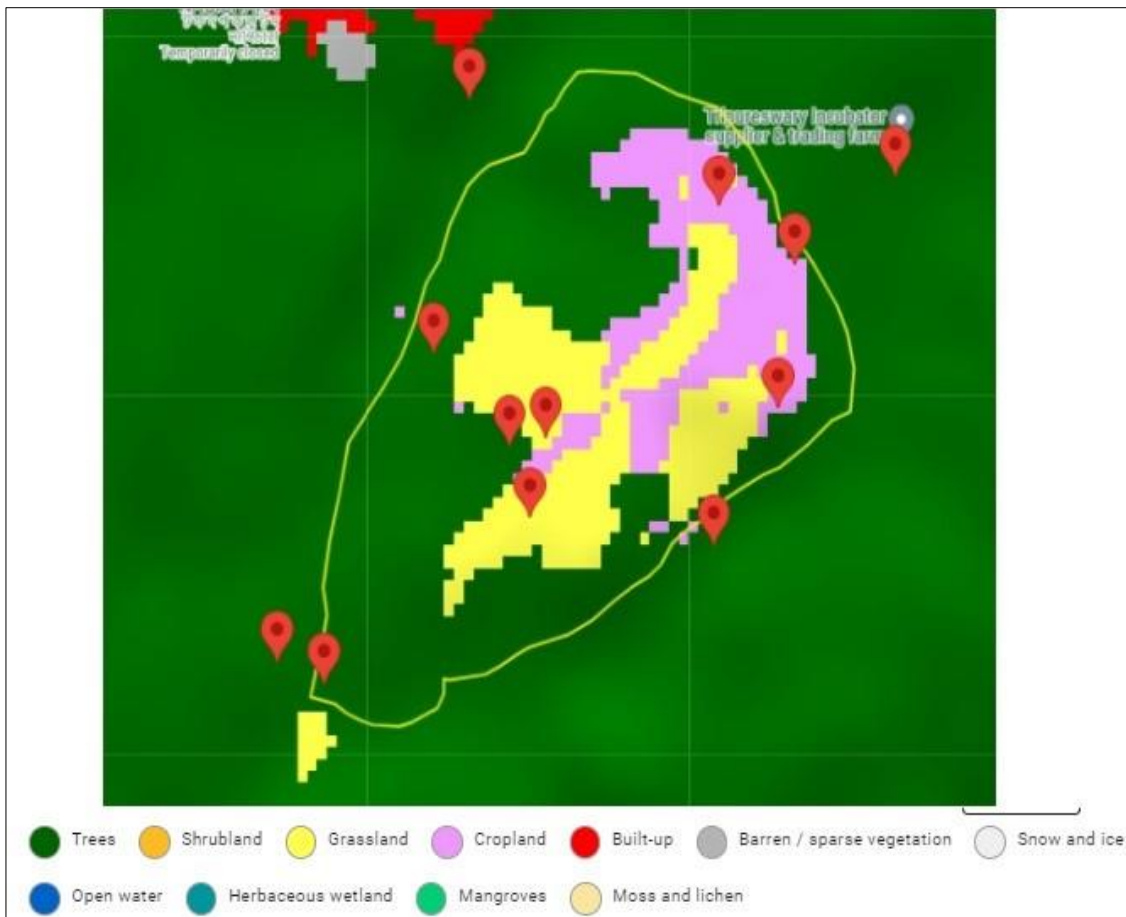 Temporarily closed
Tripureswary Incubator
supplier & trading farm
Trees
Shrubland
Grassland
Cropland
Built-up
Barren / sparse vegetation
Snow and ice
Open water
Herbaceous wetland
Mangroves
Moss and lichen